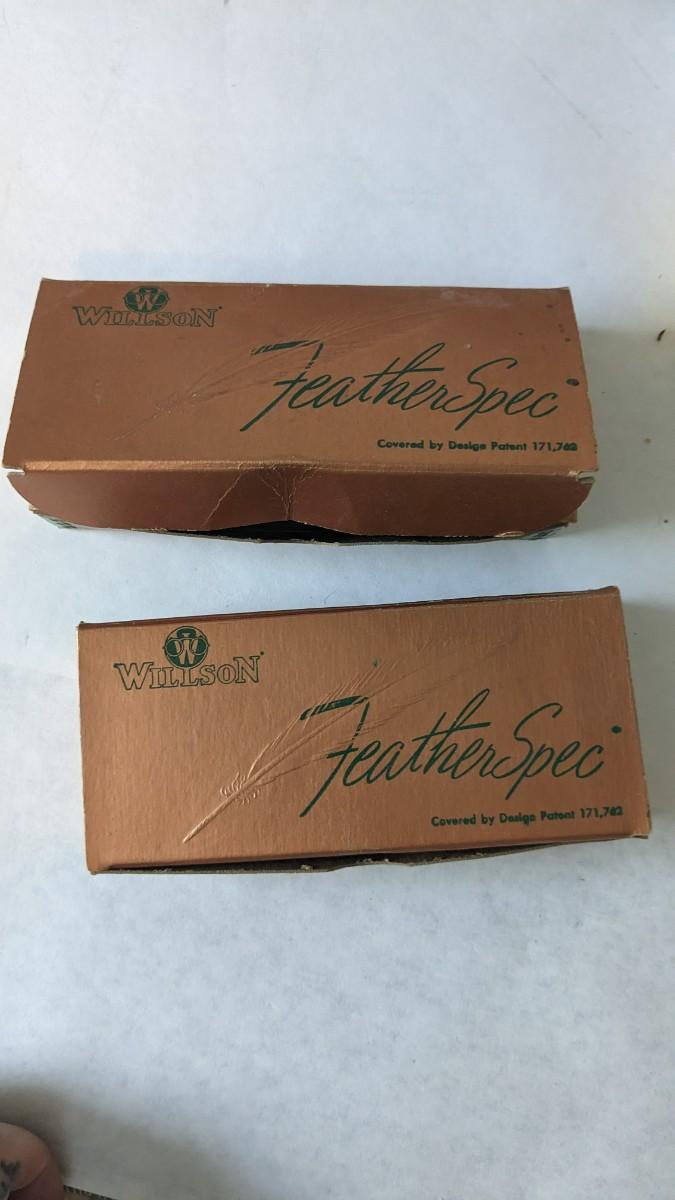 W
WILLSON
FeatherSpec
Covered by Design Patent 171,762
W
WILLSON
FeatherSpec
Covered by Design Patent 171,762